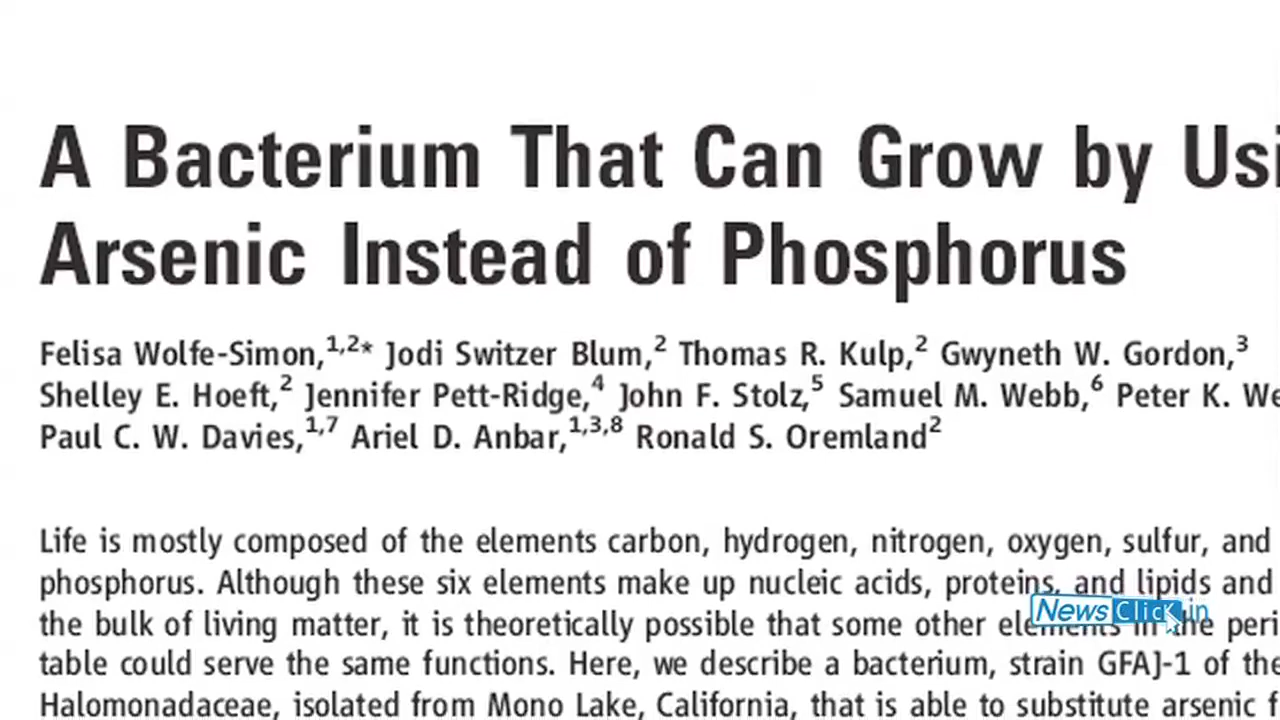 A Bacterium That Can Grow by Usi
Arsenic Instead of Phosphorus
Felisa Wolfe-Simon,1,2* Jodi Switzer Blum,2 Thomas R. Kulp,2 Gwyneth W. Gordon,3
Shelley E. Hoeft,2 Jennifer Pett-Ridge,4 John F. Stolz,5 Samuel M. Webb,6 Peter K. We
Paul C. W. Davies,1,7 Ariel D. Anbar,1,3,8 Ronald S. Oremland2
Life is mostly composed of the elements carbon, hydrogen, nitrogen, oxygen, sulfur, and
phosphorus. Although these six elements make up nucleic acids, proteins, and lipids and
the bulk of living matter, it is theoretically possible that some other elements in the peri
table could serve the same functions. Here, we describe a bacterium, strain GFAJ-1 of the
Halomonadaceae, isolated from Mono Lake, California, that is able to substitute arsenic f
NewsClick.in